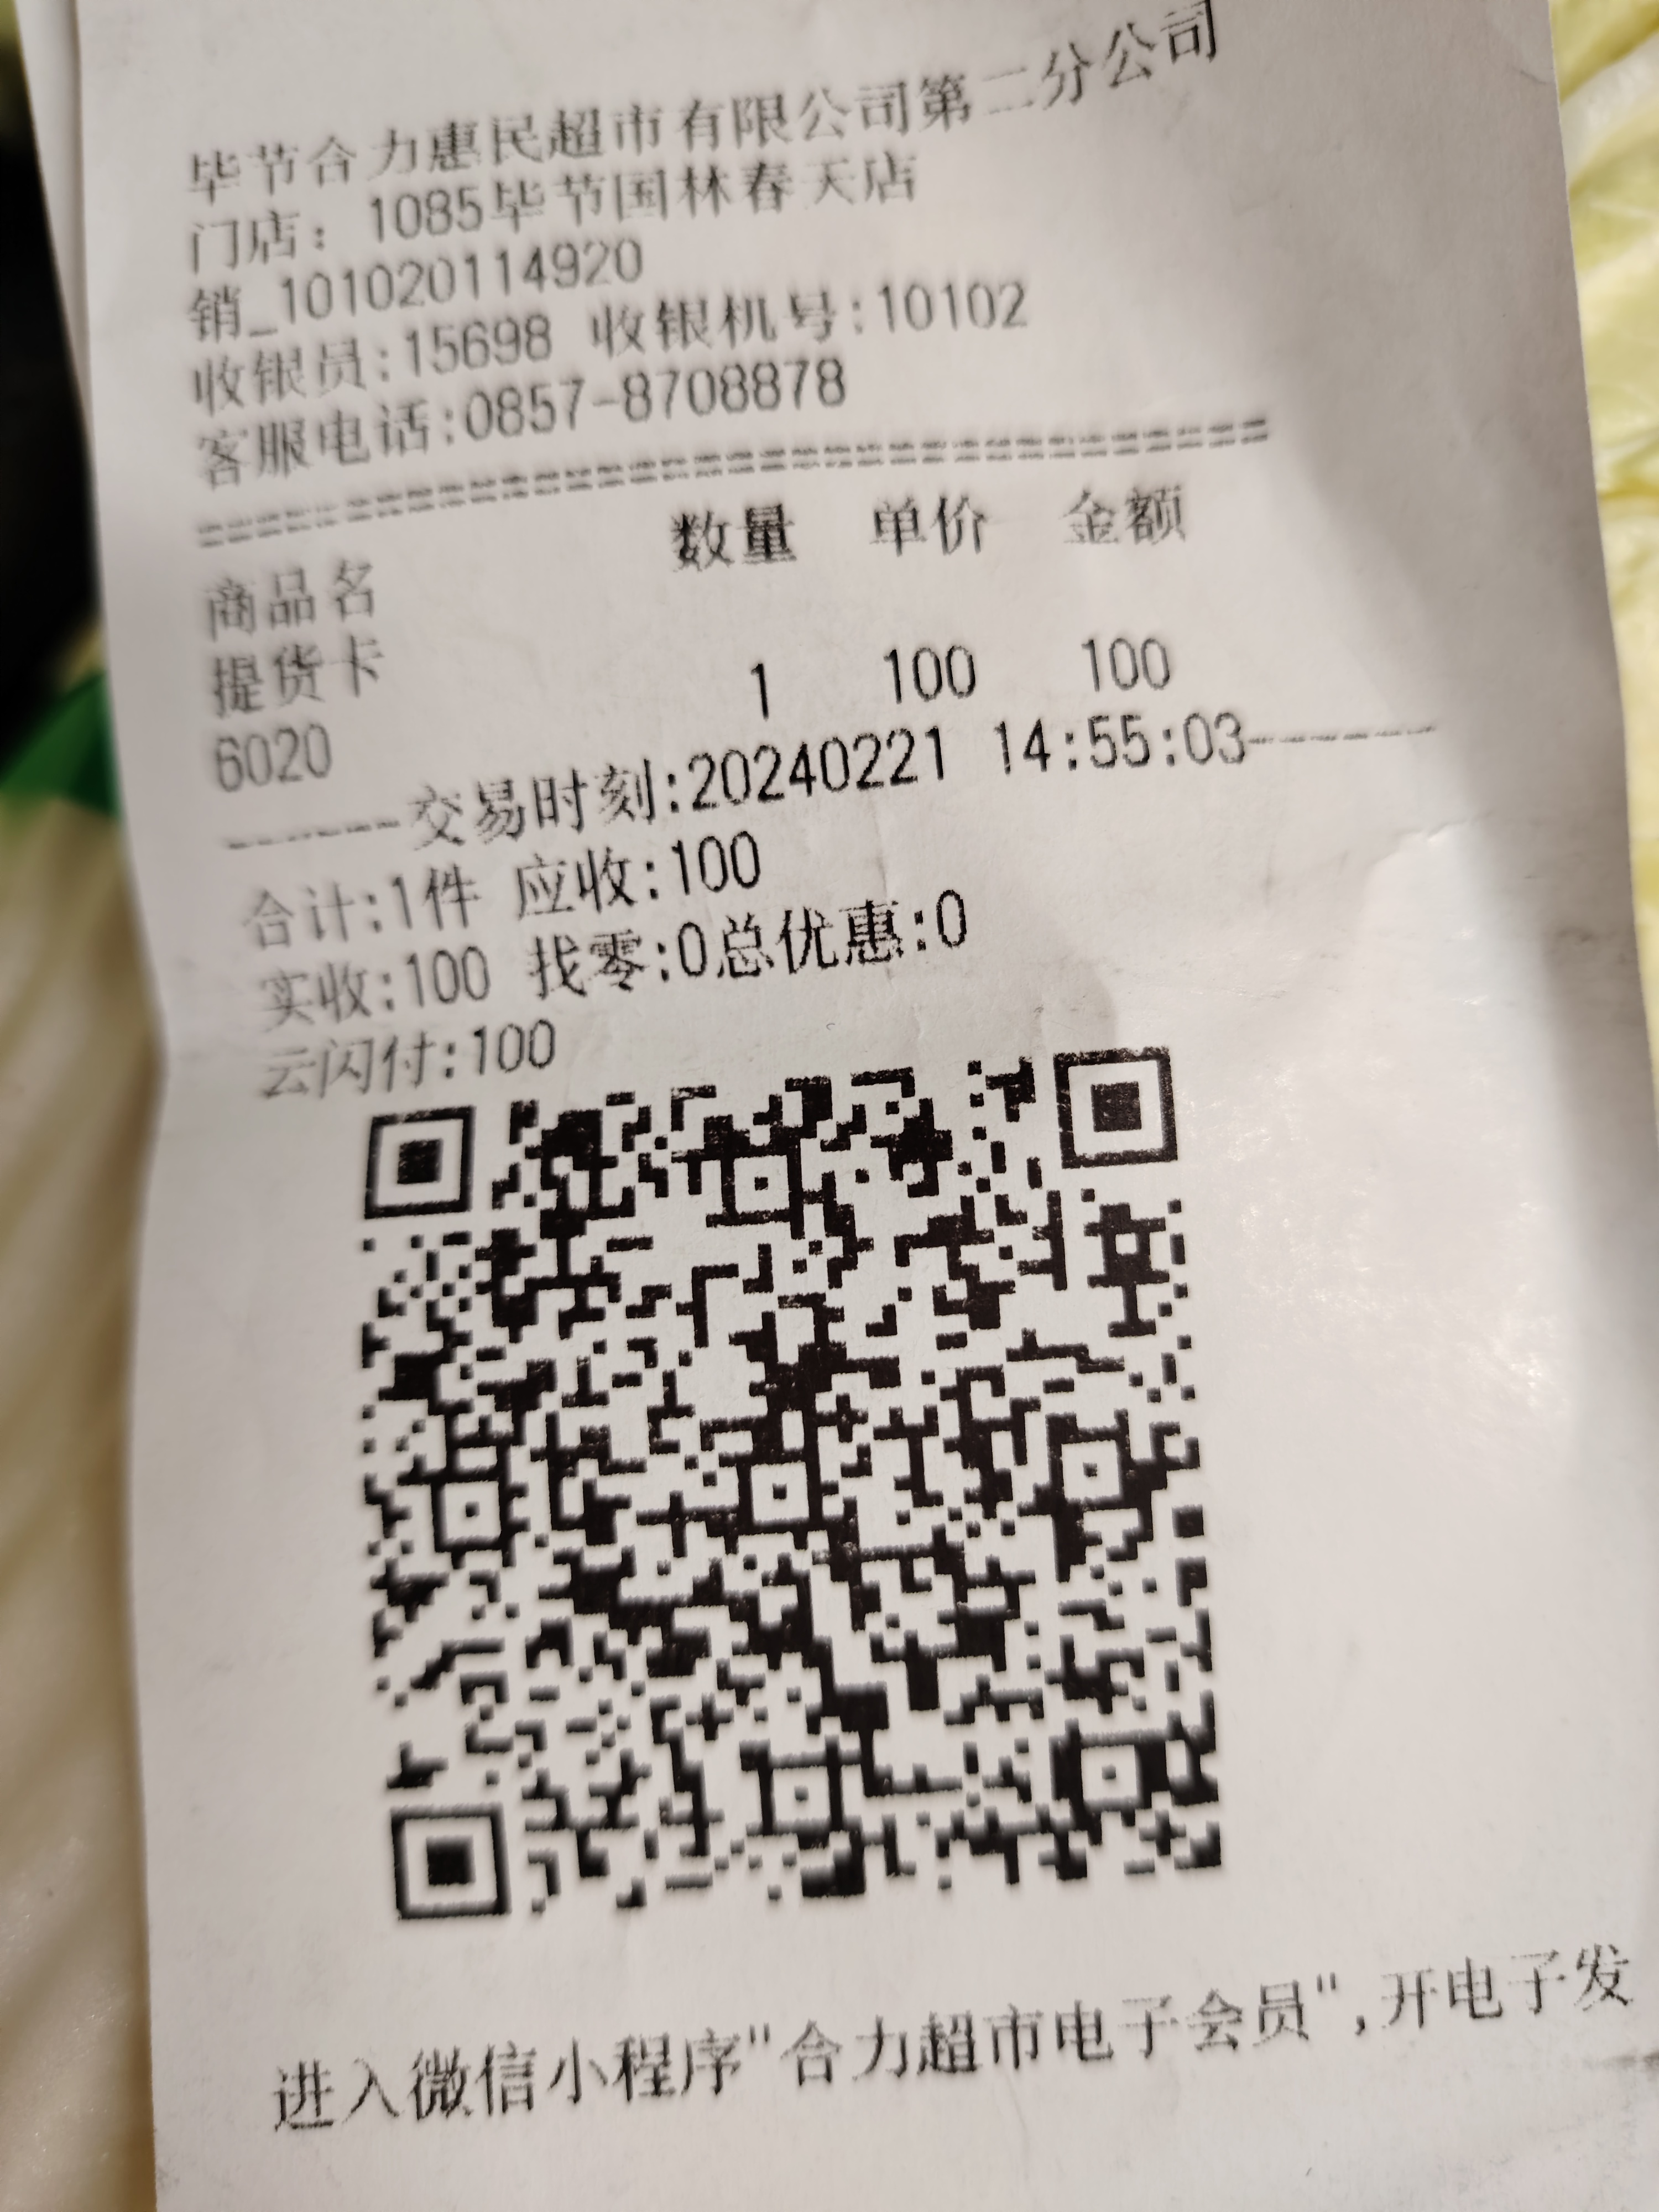 毕节合力惠民超市有限公司第二分公司
门店：1085毕节国林春天店
销_101020114920
收银员:15698 收银机号:10102
客服电话:0857-8708878
================================
商品名 数量 单价 金额
提货卡
6020 1 100 100
------交易时刻:20240221 14:55:03------
合计:1件 应收:100
实收:100 找零:0总优惠:0
云闪付:100
进入微信小程序"合力超市电子会员",开电子发